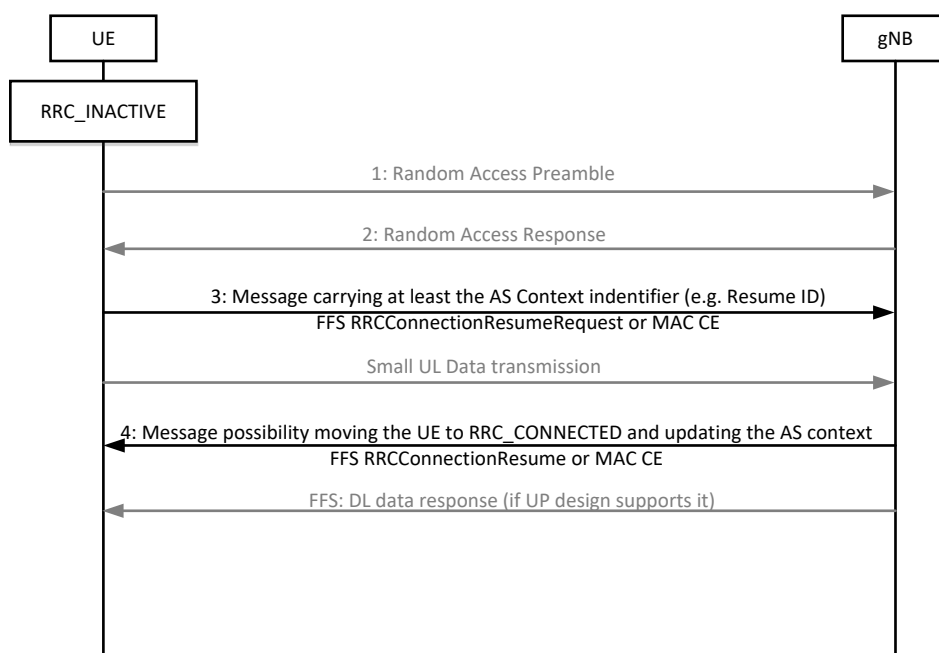 UE
gNB
RRC_INACTIVE
1: Random Access Preamble
2: Random Access Response
3: Message carrying at least the AS Context indentifier (e.g. Resume ID)
FFS RRCConnectionResumeRequest or MAC CE
Small UL Data transmission
4: Message possibility moving the UE to RRC_CONNECTED and updating the AS context
FFS RRCConnectionResume or MAC CE
FFS: DL data response (if UP design supports it)